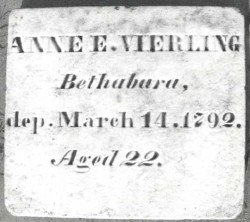 ANNE E. VIERLING
Bethabara,
dep. March 14. 1792.
Aged 22.